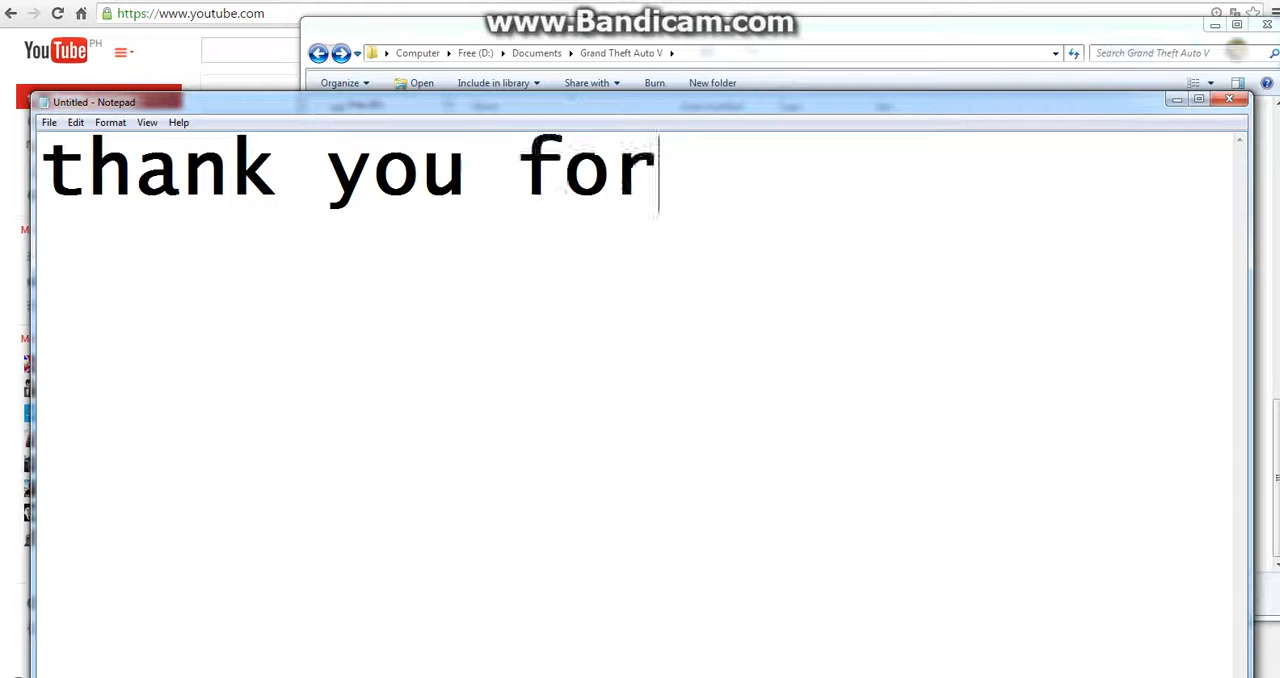 www.Bandicam.com
https://www.youtube.com
YouTube PH
Computer Free (D:) Documents Grand Theft Auto V
Search Grand Theft Auto V
Organize Open Include in library Share with Burn New folder
Untitled - Notepad
File Edit Format View Help
thank you for